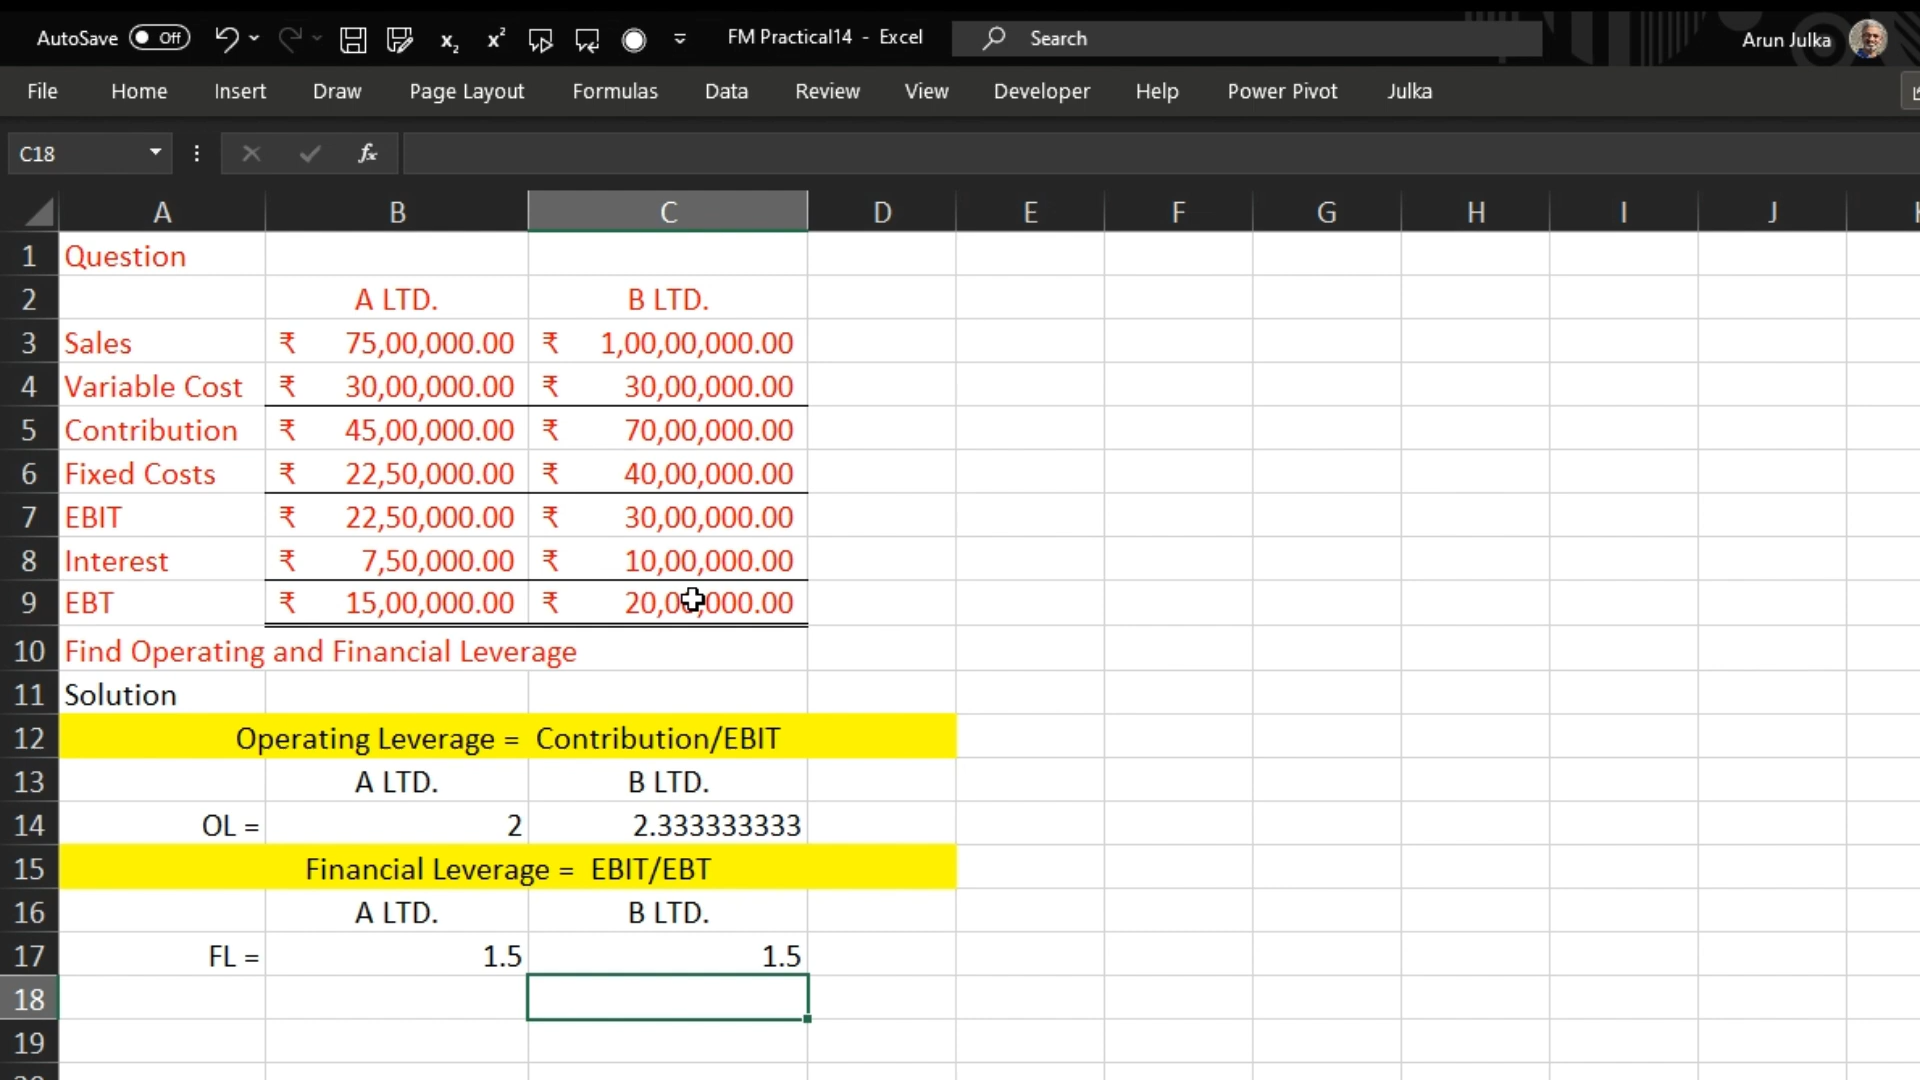 AutoSave Off x₂ x² FM Practical14 - Excel Search Arun Julka
File Home Insert Draw Page Layout Formulas Data Review View Developer Help Power Pivot Julka
C18 fx
A B C D E F G H I J
1 Question
2 A LTD. B LTD.
3 Sales ₹ 75,00,000.00 ₹ 1,00,00,000.00
4 Variable Cost ₹ 30,00,000.00 ₹ 30,00,000.00
5 Contribution ₹ 45,00,000.00 ₹ 70,00,000.00
6 Fixed Costs ₹ 22,50,000.00 ₹ 40,00,000.00
7 EBIT ₹ 22,50,000.00 ₹ 30,00,000.00
8 Interest ₹ 7,50,000.00 ₹ 10,00,000.00
9 EBT ₹ 15,00,000.00 ₹ 20,00,000.00
10 Find Operating and Financial Leverage
11 Solution
12 Operating Leverage = Contribution/EBIT
13 A LTD. B LTD.
14 OL = 2 2.333333333
15 Financial Leverage = EBIT/EBT
16 A LTD. B LTD.
17 FL = 1.5 1.5
18
19